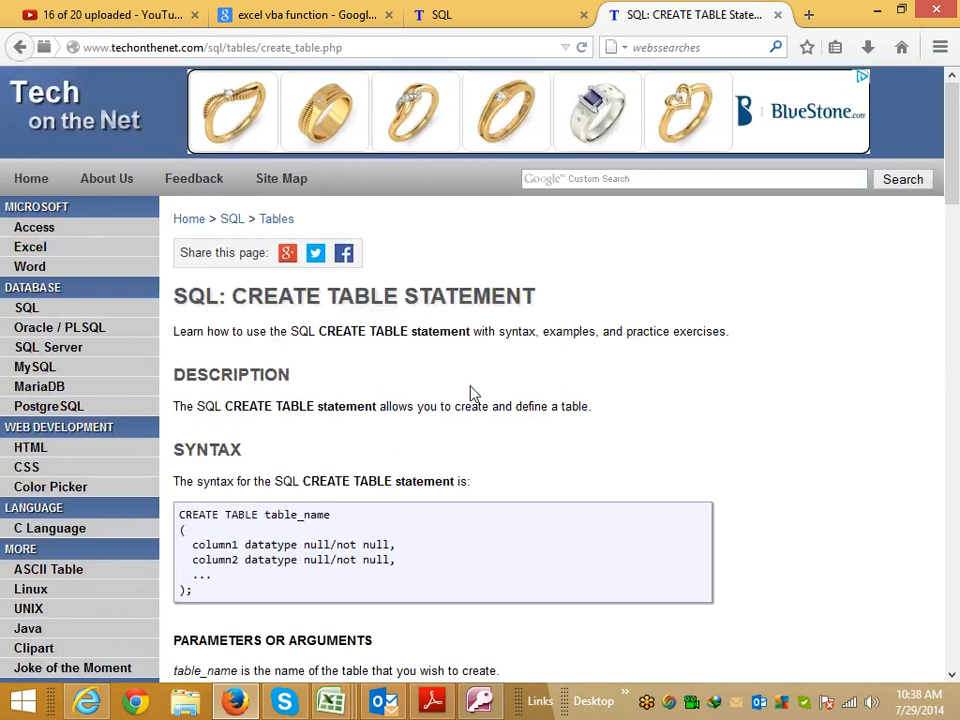 16 of 20 uploaded - YouTu...
excel vba function - Googl...
SQL
SQL: CREATE TABLE State...
www.techonthenet.com/sql/tables/create_table.php
webssearches
Tech
on the Net
BlueStone.com
Home
About Us
Feedback
Site Map
Google™ Custom Search
Search
MICROSOFT
Access
Excel
Word
DATABASE
SQL
Oracle / PLSQL
SQL Server
MySQL
MariaDB
PostgreSQL
WEB DEVELOPMENT
HTML
CSS
Color Picker
LANGUAGE
C Language
MORE
ASCII Table
Linux
UNIX
Java
Clipart
Joke of the Moment
Home > SQL > Tables
Share this page:
SQL: CREATE TABLE STATEMENT
Learn how to use the SQL CREATE TABLE statement with syntax, examples, and practice exercises.
DESCRIPTION
The SQL CREATE TABLE statement allows you to create and define a table.
SYNTAX
The syntax for the SQL CREATE TABLE statement is:
CREATE TABLE table_name
(
column1 datatype null/not null,
column2 datatype null/not null,
...
);
PARAMETERS OR ARGUMENTS
table_name is the name of the table that you wish to create.
Links
Desktop
10:38 AM
7/29/2014